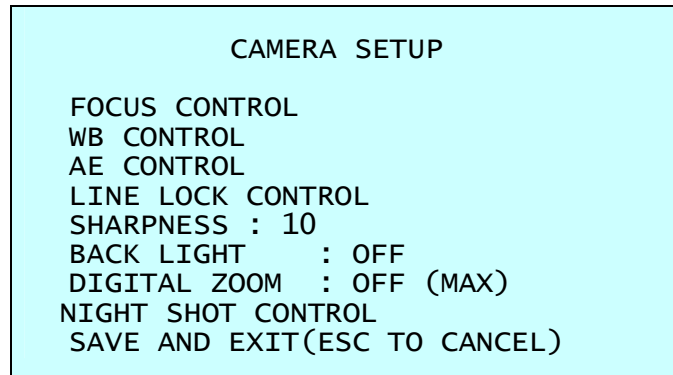 CAMERA SETUP
FOCUS CONTROL
WB CONTROL
AE CONTROL
LINE LOCK CONTROL
SHARPNESS : 10
BACK LIGHT : OFF
DIGITAL ZOOM : OFF (MAX)
NIGHT SHOT CONTROL
SAVE AND EXIT(ESC TO CANCEL)